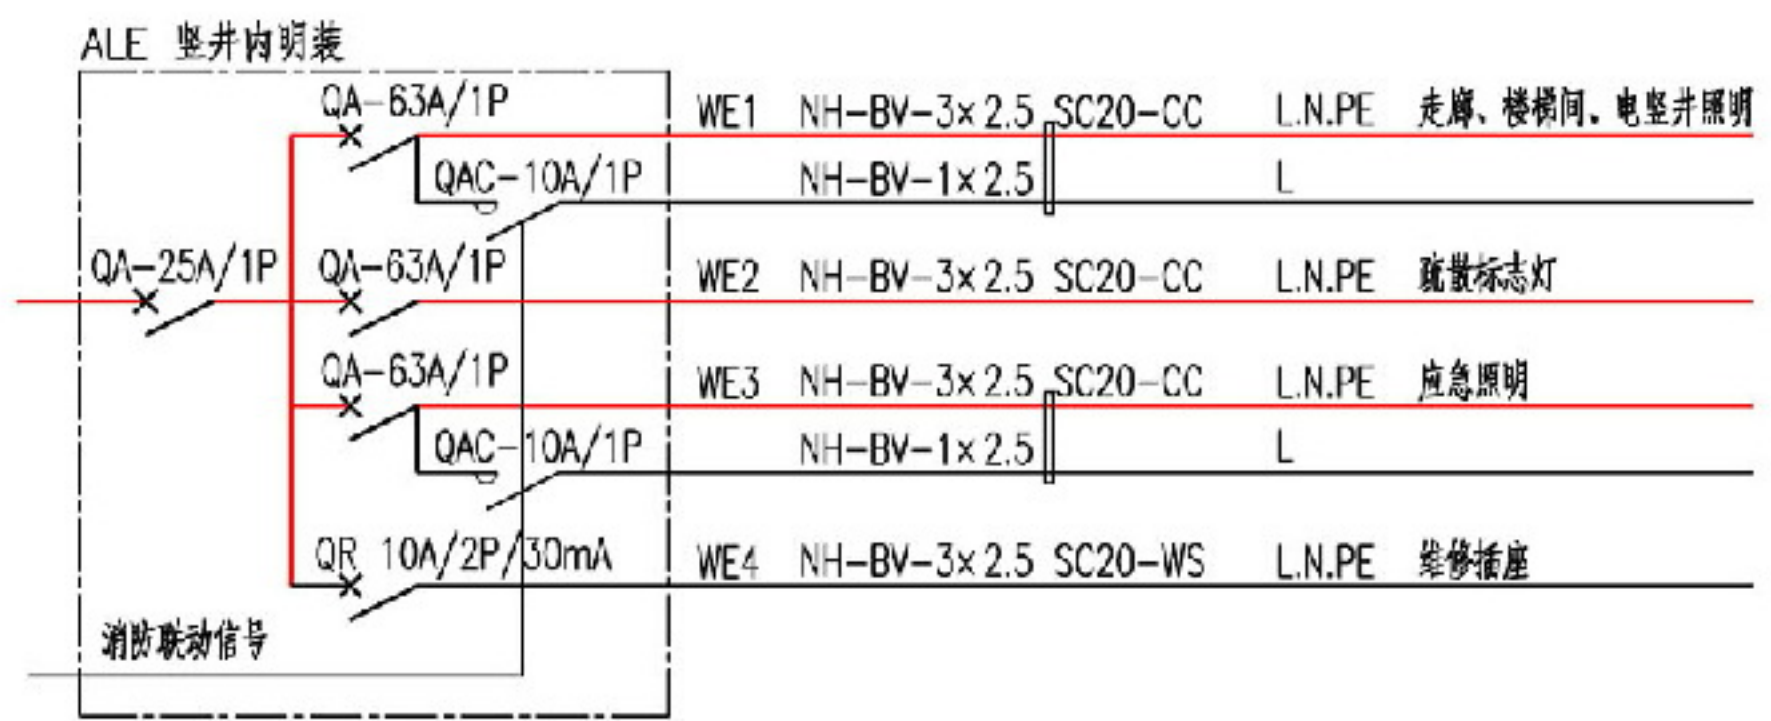 ALE 竖井内明装
QA-63A/1P WE1 NH-BV-3×2.5 SC20-CC L.N.PE 走廊、楼梯间。电竖井照明
QAC-10A/1P NH-BV-1×2.5 L
QA-25A/1P QA-63A/1P WE2 NH-BV-3×2.5 SC20-CC L.N.PE 疏散标志灯
QA-63A/1P WE3 NH-BV-3×2.5 SC20-CC L.N.PE 应急照明
QAC-10A/1P NH-BV-1×2.5 L
QR 10A/2P/30mA WE4 NH-BV-3×2.5 SC20-WS L.N.PE 维修插座
消防联动信号